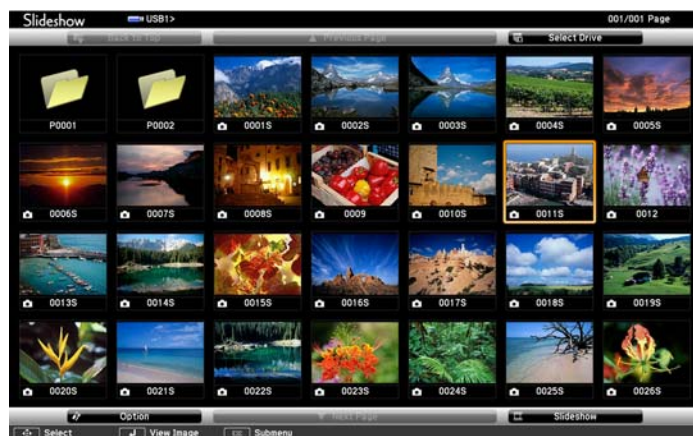 Slideshow USB1> 001/001 Page
Back to Top Previous Page Select Drive
P0001 P0002 0001S 0002S 0003S 0004S 0005S
0006S 0007S 0008S 0009 0010S 0011S 0012
0013S 0014S 0015S 0016S 0017S 0018S 0019S
0020S 0021S 0022S 0023S 0024S 0025S 0026S
Option Next Page Slideshow
Select View Image Esc Submenu